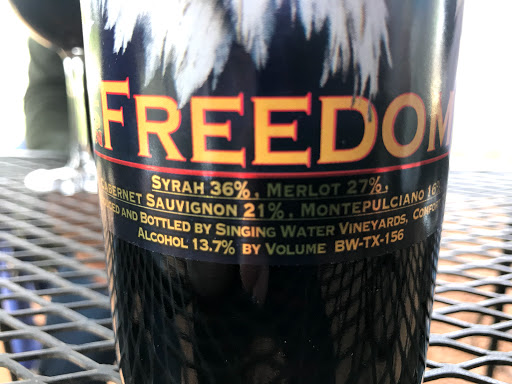 FREEDOM
SYRAH 36%, MERLOT 27%,
CABERNET SAUVIGNON 21%, MONTEPULCIANO 16%
AND BOTTLED BY SINGING WATER VINEYARDS,
ALCOHOL 13.7% BY VOLUME BW-TX-156